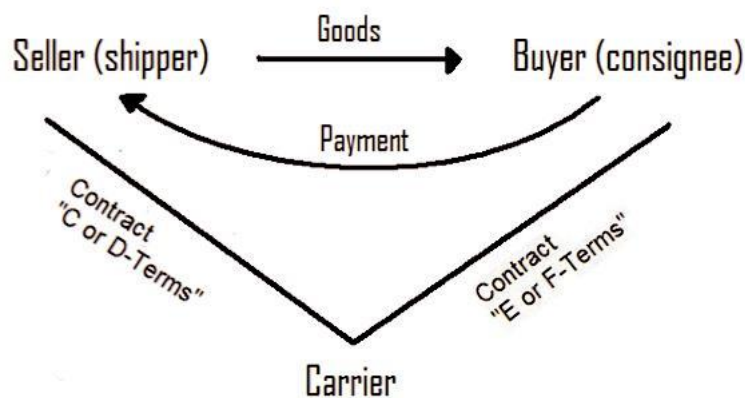 Goods
Seller (shipper)
Buyer (consignee)
Payment
Contract
"C or D-Terms"
Contract
"E or F-Terms"
Carrier